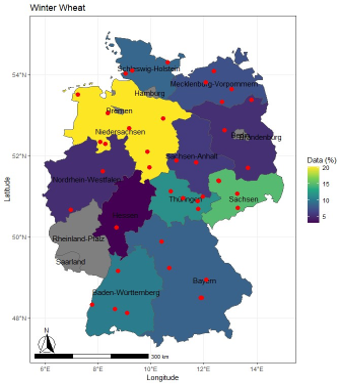 Winter Wheat
54°N
52°N
50°N
48°N
Latitude
Schleswig-Holstein
Mecklenburg-Vorpommern
Hamburg
Bremen
Niedersachsen
Berlin
Brandenburg
Sachsen-Anhalt
Nordrhein-Westfalen
Thüringen
Sachsen
Hessen
Rheinland-Pfalz
Saarland
Bayern
Baden-Württemberg
Data (%)
20
15
10
5
N
300 km
6°E
8°E
10°E
12°E
14°E
Longitude